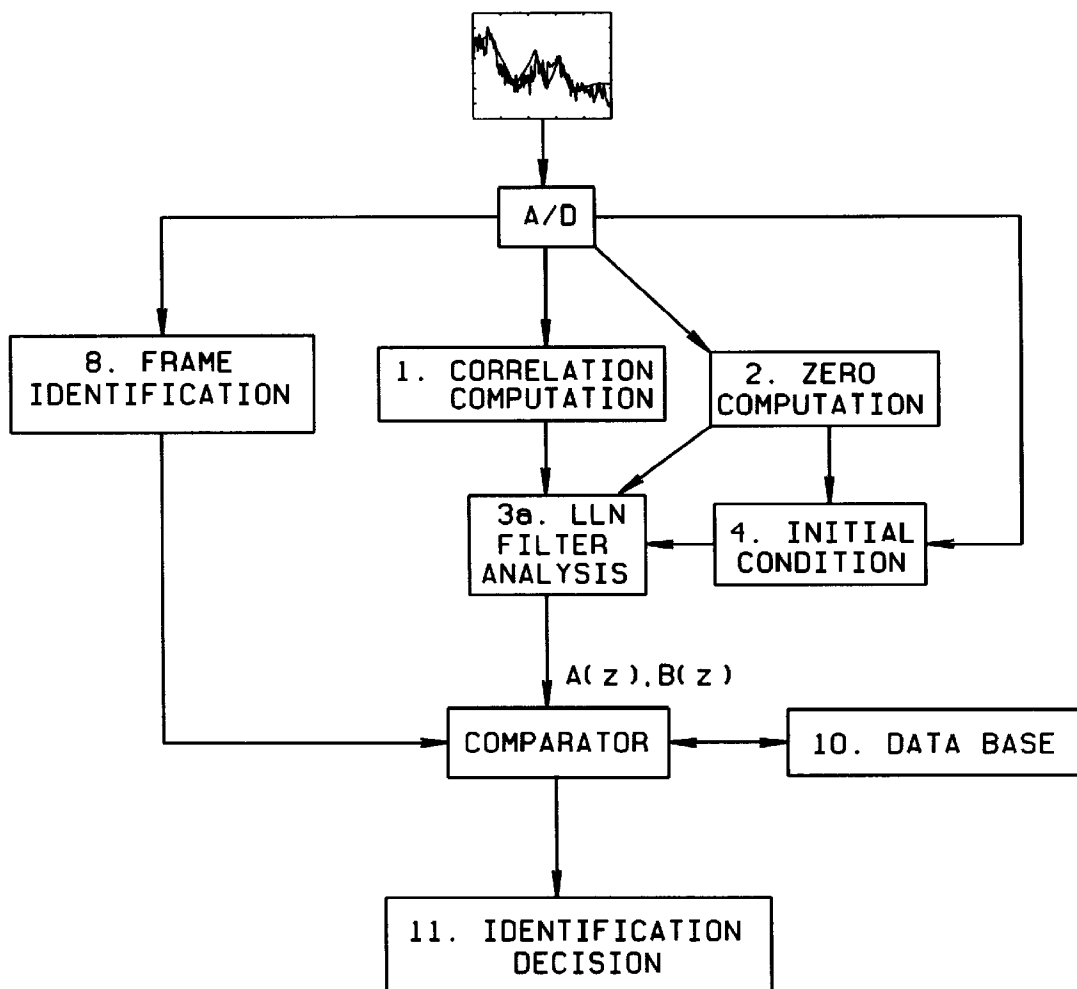 A/D
8. FRAME
IDENTIFICATION
1. CORRELATION
COMPUTATION
2. ZERO
COMPUTATION
3a. LLN
FILTER
ANALYSIS
4. INITIAL
CONDITION
A(z),B(z)
COMPARATOR
10. DATA BASE
11. IDENTIFICATION
DECISION